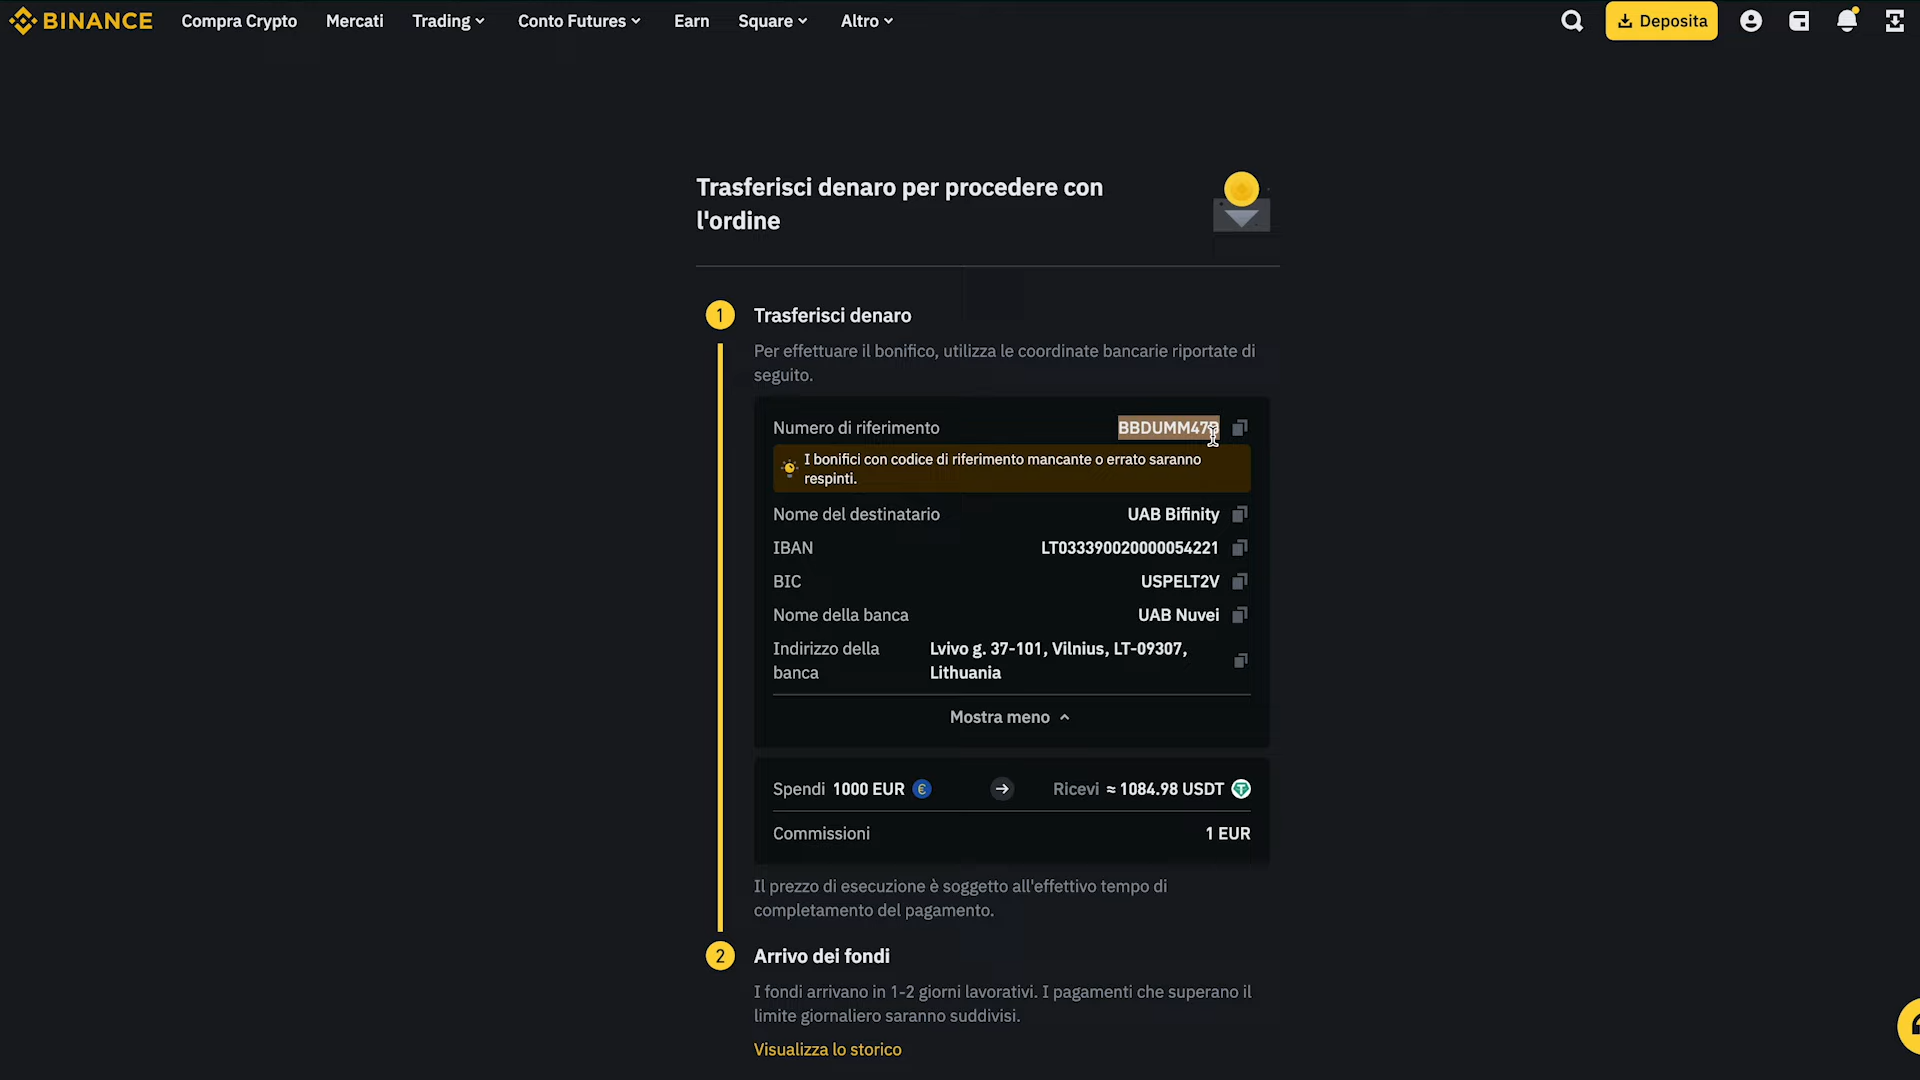 BINANCE Compra Crypto Mercati Trading Conto Futures Earn Square Altro Deposita
Trasferisci denaro per procedere con
l'ordine
1 Trasferisci denaro
Per effettuare il bonifico, utilizza le coordinate bancarie riportate di
seguito.
Numero di riferimento
I bonifici con codice di riferimento mancante o errato saranno
respinti.
Nome del destinatario UAB Bifinity
IBAN LT033390020000054221
BIC USPELT2V
Nome della banca UAB Nuvei
Indirizzo della Lvivo g. 37-101, Vilnius, LT-09307,
banca Lithuania
Mostra meno
Spendi 1000 EUR € → Ricevi ≈ 1084.98 USDT
Commissioni 1 EUR
Il prezzo di esecuzione è soggetto all'effettivo tempo di
completamento del pagamento.
2 Arrivo dei fondi
I fondi arrivano in 1-2 giorni lavorativi. I pagamenti che superano il
limite giornaliero saranno suddivisi.
Visualizza lo storico